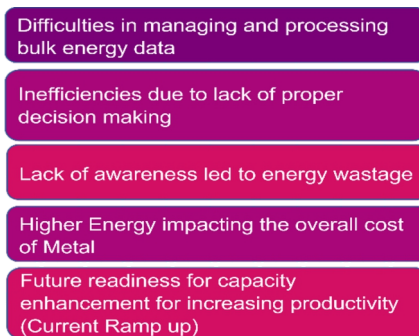 Difficulties in managing and processing
bulk energy data
Inefficiencies due to lack of proper
decision making
Lack of awareness led to energy wastage
Higher Energy impacting the overall cost
of Metal
Future readiness for capacity
enhancement for increasing productivity
(Current Ramp up)